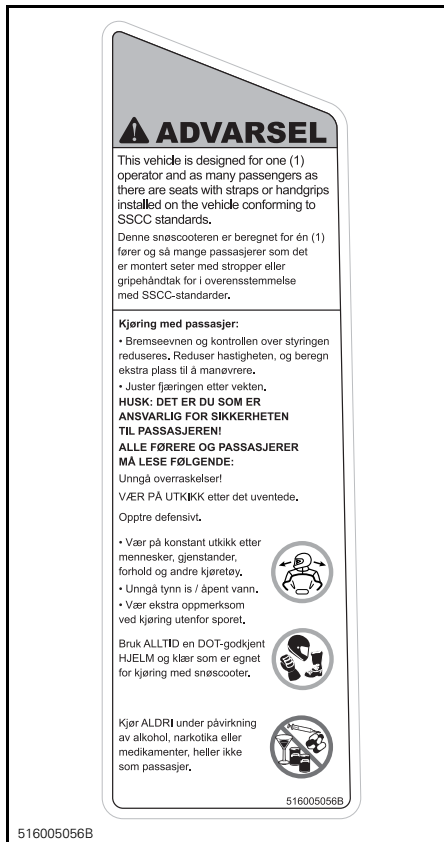 ADVARSEL
This vehicle is designed for one (1)
operator and as many passengers as
there are seats with straps or handgrips
installed on the vehicle conforming to
SSCC standards.
Denne snøscooteren er beregnet for én (1)
fører og så mange passasjerer som det
er montert seter med stropper eller
gripehåndtak for i overensstemmelse
med SSCC-standarder.
Kjøring med passasjer:
• Bremseevnen og kontrollen over styringen
reduseres. Reduser hastigheten, og beregn
ekstra plass til å manøvrere.
• Juster fjæringen etter vekten.
HUSK: DET ER DU SOM ER
ANSVARLIG FOR SIKKERHETEN
TIL PASSASJEREN!
ALLE FØRERE OG PASSASJERER
MÅ LESE FØLGENDE:
Unngå overraskelser!
VÆR PÅ UTKIKK etter det uventede.
Opptre defensivt.
• Vær på konstant utkikk etter
mennesker, gjenstander,
forhold og andre kjøretøy.
• Unngå tynn is / åpent vann.
• Vær ekstra oppmerksom
ved kjøring utenfor sporet.
Bruk ALLTID en DOT-godkjent
HJELM og klær som er egnet
for kjøring med snøscooter.
Kjør ALDRI under påvirkning
av alkohol, narkotika eller
medikamenter, heller ikke
som passasjer.
516005056B
516005056B